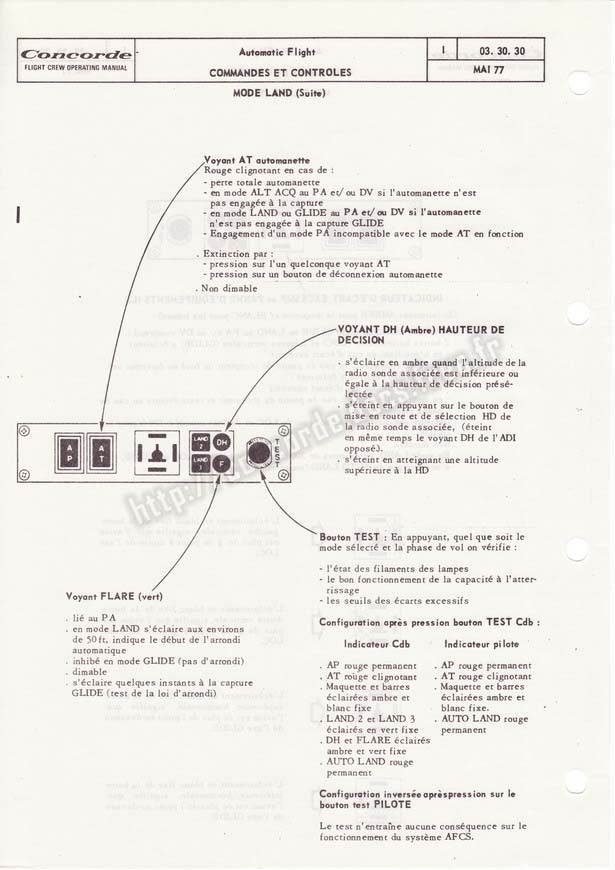 Concorde
FLIGHT CREW OPERATING MANUAL
Automatic Flight
COMMANDES ET CONTROLES
I
03. 30. 30
MAI 77
MODE LAND (Suite)
Voyant AT automanette
Rouge clignotant en cas de :
- perte totale automanette
- en mode ALT ACQ au PA et/ou DV si l'automanette n'est
pas engagée à la capture
- en mode LAND ou GLIDE au PA et/ou DV si l'automanette
n'est pas engagée à la capture GLIDE
- Engagement d'un mode PA incompatible avec le mode AT en fonction
. Extinction par :
- pression sur l'un quelconque voyant AT
- pression sur un bouton de déconnexion automanette
. Non dimable
VOYANT DH (Ambre) HAUTEUR DE
DECISION
. s'éclaire en ambre quand l'altitude de la
radio sonde associée est inférieure ou
égale à la hauteur de décision présé-
lectée
. s'éteint en appuyant sur le bouton de
mise en route et de sélection HD de
la radio sonde associée, (éteint
en même temps le voyant DH de l'ADI
opposé).
. s'éteint en atteignant une altitude
supérieure à la HD
A P
A T
LAND 2
DH
LAND 3
F
TEST
Bouton TEST : En appuyant, quel que soit le
mode sélecté et la phase de vol on vérifie :
- l'état des filaments des lampes
- le bon fonctionnement de la capacité à l'atter-
rissage
- les seuils des écarts excessifs
Configuration après pression bouton TEST Cdb :
Indicateur Cdb
. AP rouge permanent
. AT rouge clignotant
. Maquette et barres
éclairées ambre et
blanc fixe
. LAND 2 et LAND 3
éclairés en vert fixe
. DH et FLARE éclairés
ambre et vert fixe
. AUTO LAND rouge
permanent
Indicateur pilote
. AP rouge permanent
. AT rouge clignotant
. Maquette et barres
éclairées ambre et
blanc fixe.
. AUTO LAND rouge
permanent
Configuration inversée aprèspression sur le
bouton test PILOTE
Le test n'entraîne aucune conséquence sur le
fonctionnement du système AFCS.
Voyant FLARE (vert)
. lié au PA
. en mode LAND s'éclaire aux environs
de 50 ft, indique le début de l'arrondi
automatique
. inhibé en mode GLIDE (pas d'arrondi)
. dimable
. s'éclaire quelques instants à la capture
GLIDE (test de la loi d'arrondi)